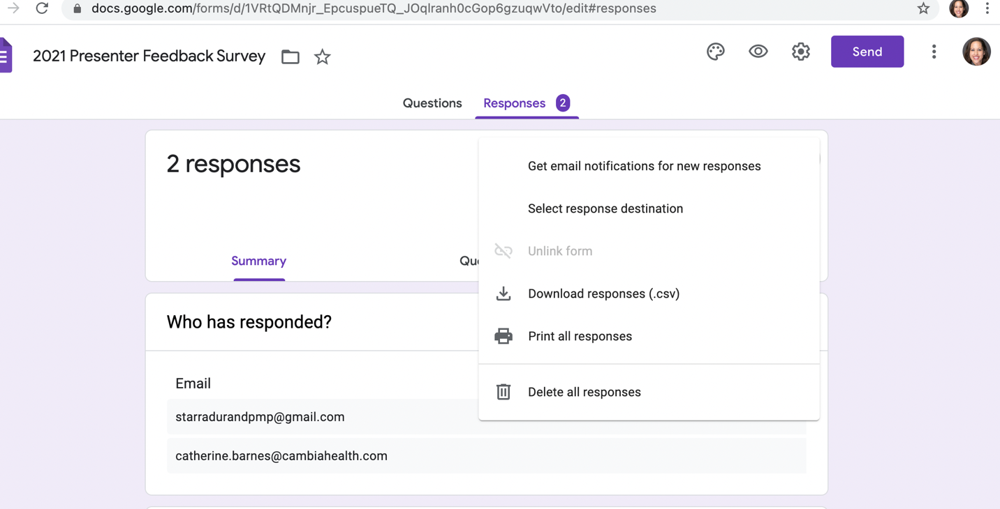 docs.google.com/forms/d/1VRtQDMnjr_EpcuspueTQ_JOqlranh0cGop6gzuqwVto/edit#responses
2021 Presenter Feedback Survey
Send
Questions Responses 2
2 responses
Get email notifications for new responses
Select response destination
Unlink form
Summary
Download responses (.csv)
Who has responded?
Print all responses
Email
Delete all responses
starradurandpmp@gmail.com
catherine.barnes@cambiahealth.com